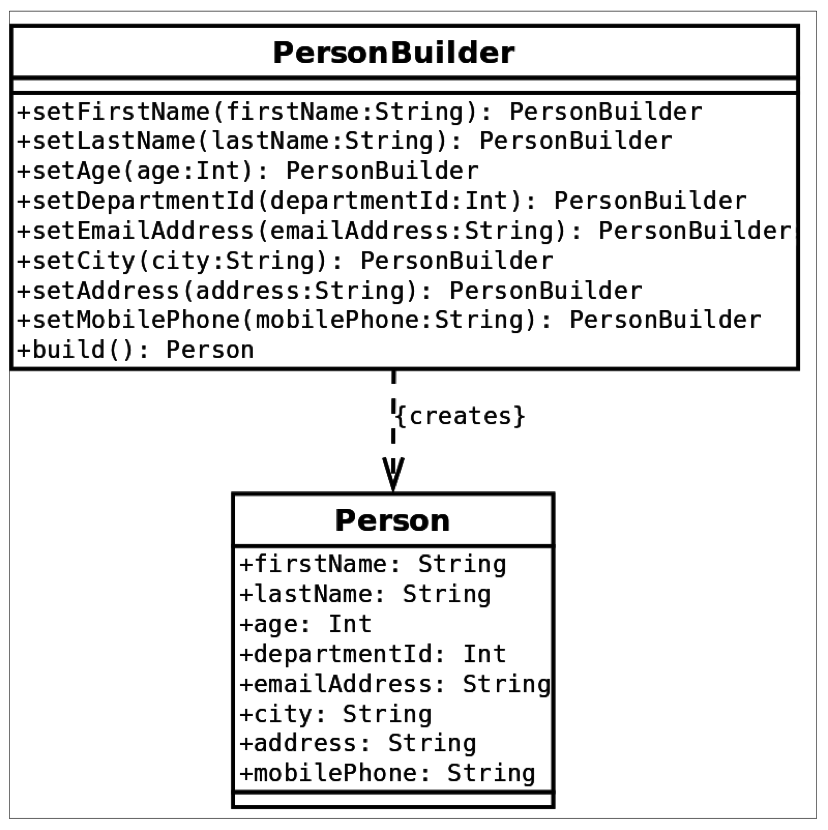 PersonBuilder
+setFirstName(firstName:String): PersonBuilder
+setLastName(lastName:String): PersonBuilder
+setAge(age:Int): PersonBuilder
+setDepartmentId(departmentId:Int): PersonBuilder
+setEmailAddress(emailAddress:String): PersonBuilder
+setCity(city:String): PersonBuilder
+setAddress(address:String): PersonBuilder
+setMobilePhone(mobilePhone:String): PersonBuilder
+build(): Person
{creates}
Person
+firstName: String
+lastName: String
+age: Int
+departmentId: Int
+emailAddress: String
+city: String
+address: String
+mobilePhone: String